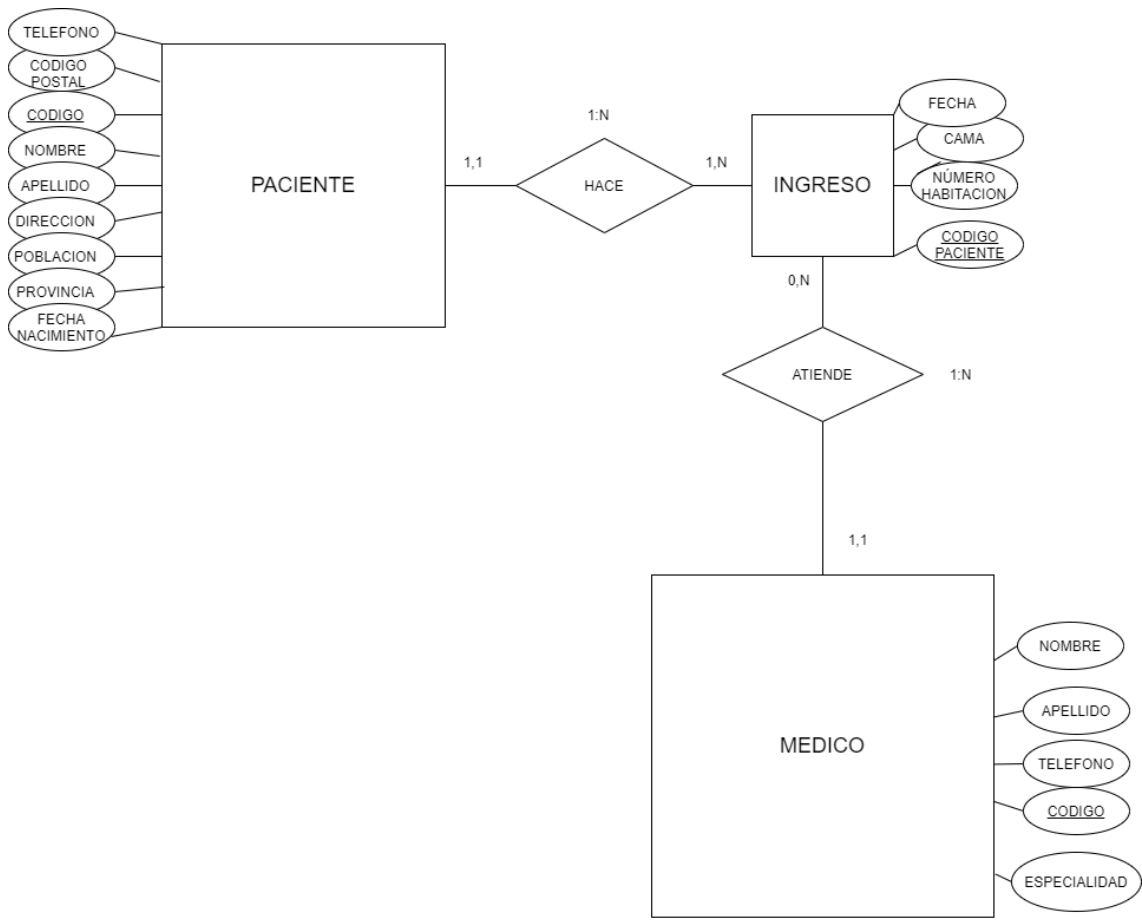 TELEFONO
CODIGO
POSTAL
CODIGO
NOMBRE
APELLIDO
DIRECCION
POBLACION
PROVINCIA
FECHA
NACIMIENTO
PACIENTE
1,1
1:N
HACE
1,N
INGRESO
FECHA
CAMA
NÚMERO
HABITACION
CODIGO
PACIENTE
0,N
ATIENDE
1:N
1,1
MEDICO
NOMBRE
APELLIDO
TELEFONO
CODIGO
ESPECIALIDAD